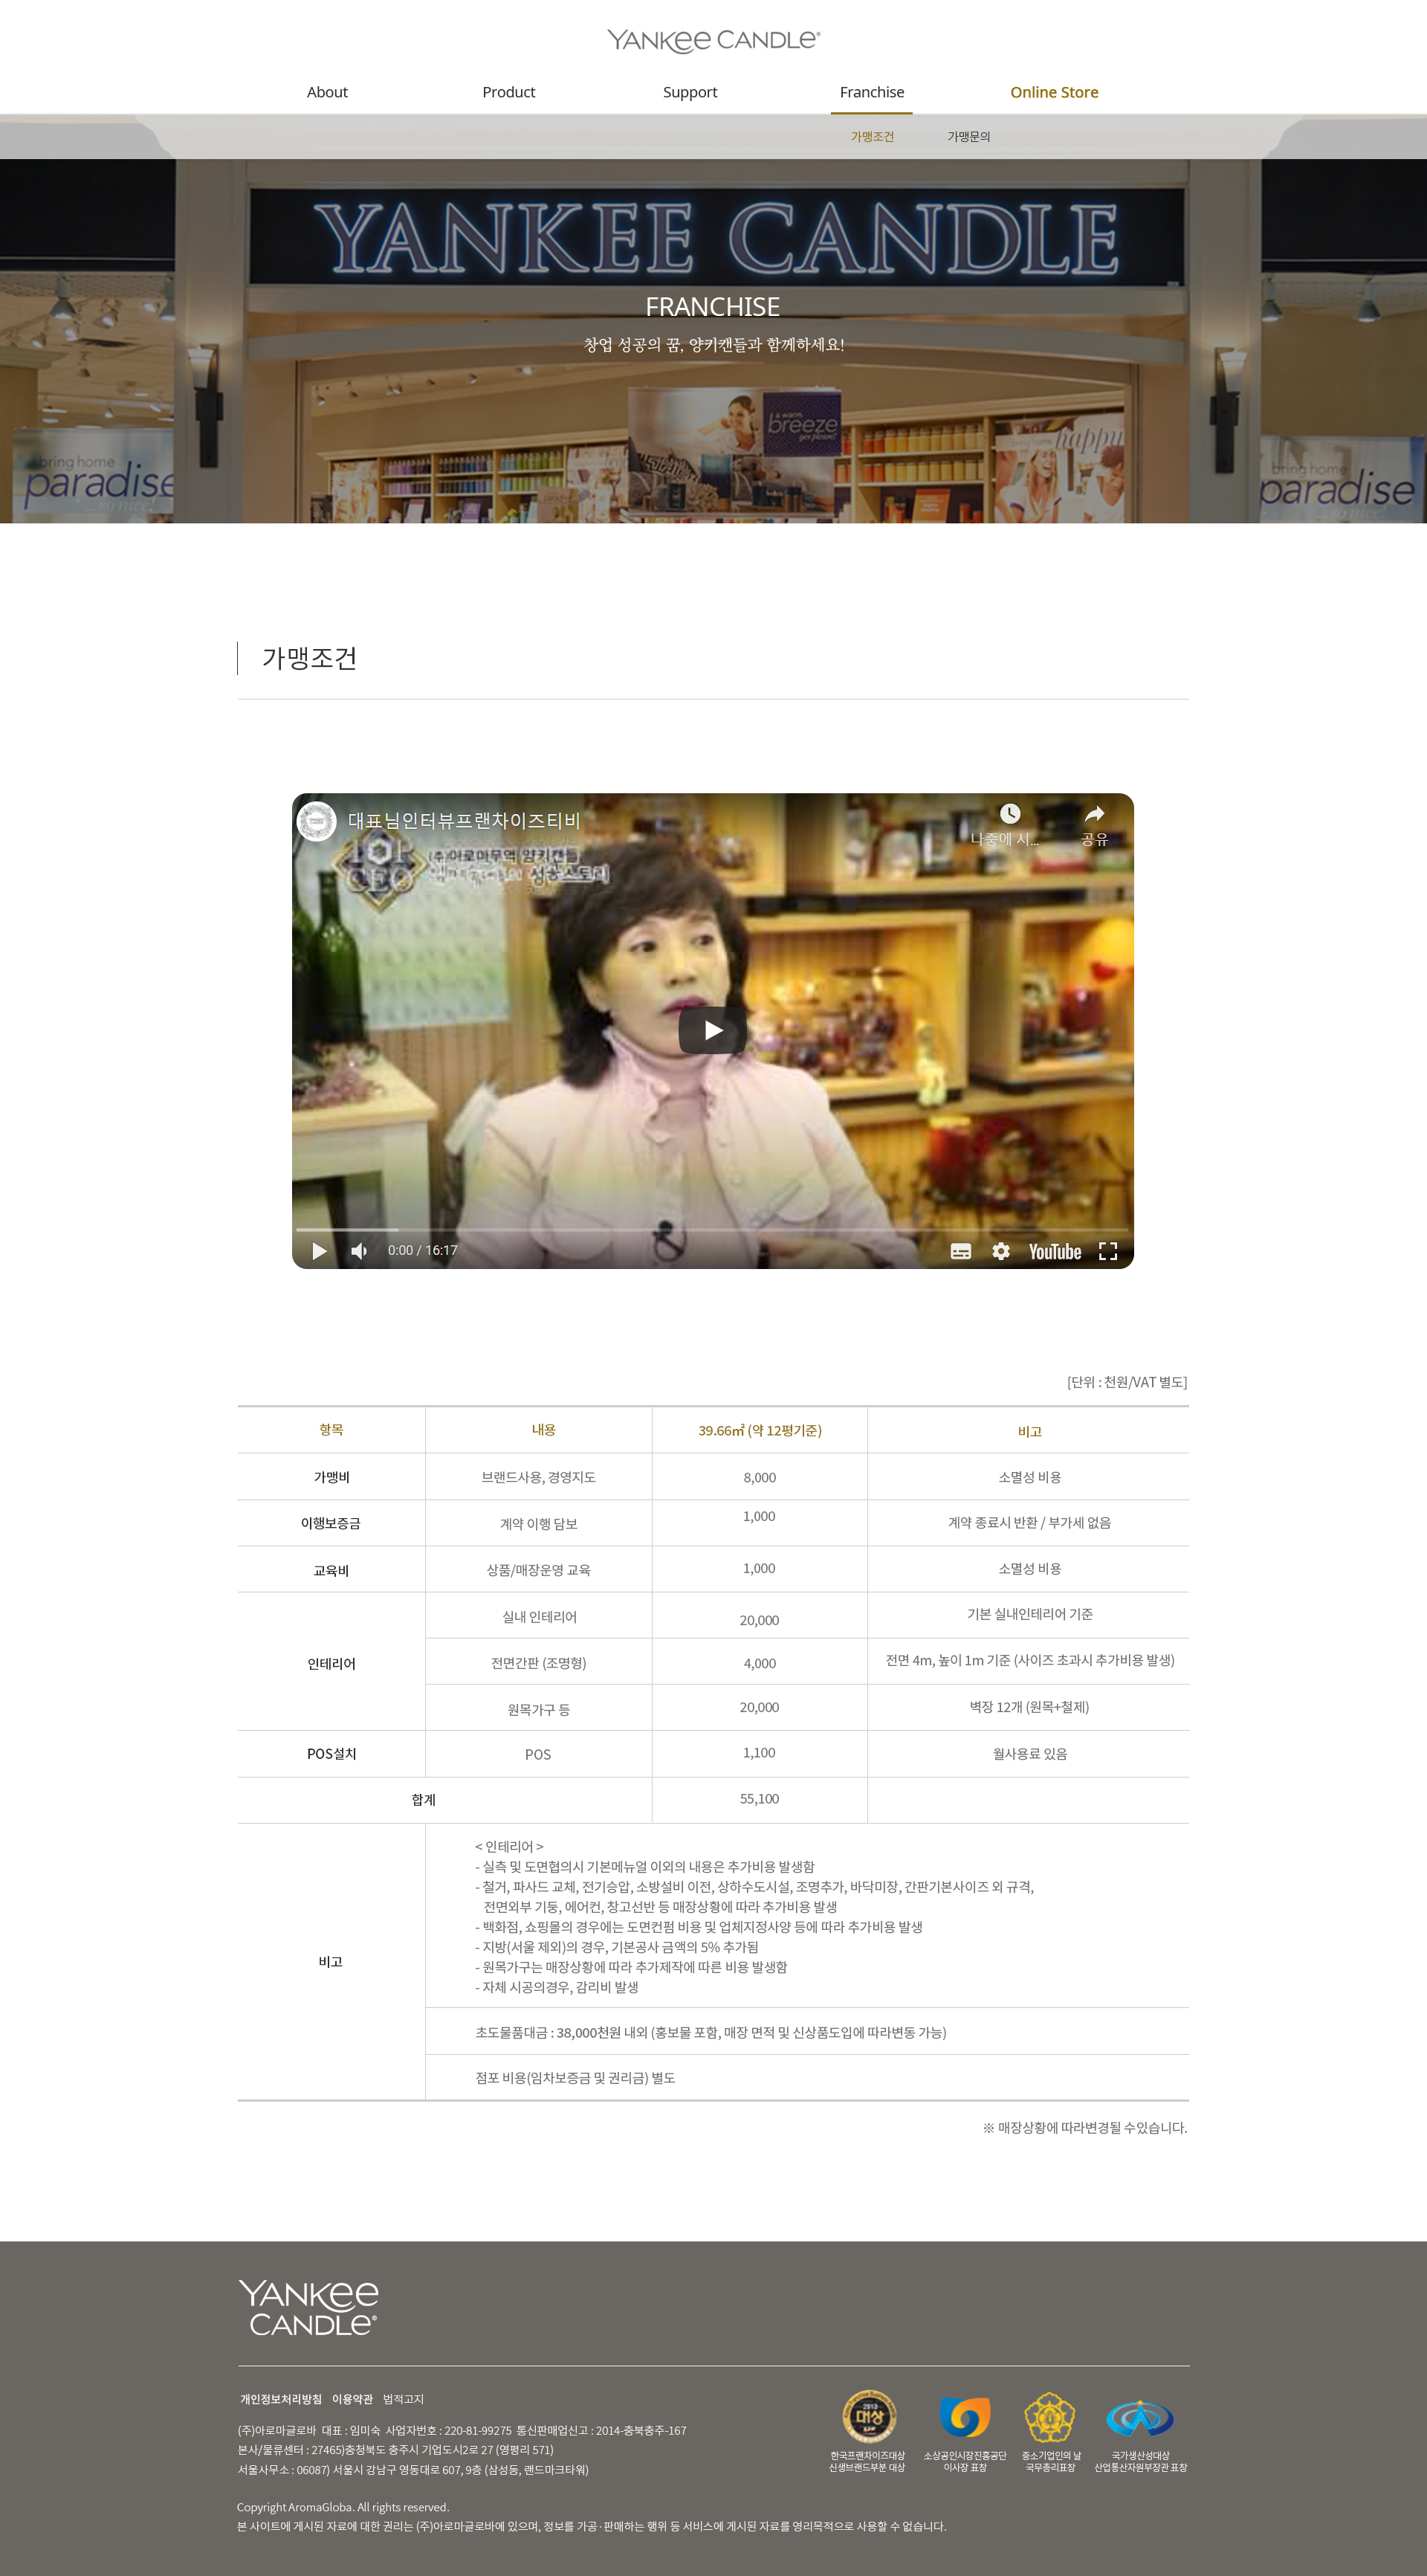 YANKEE CANDLE®
About Product Support Franchise Online Store
가맹조건 가맹문의
YANKEE CANDLE
FRANCHISE
창업 성공의 꿈, 양키캔들과 함께하세요!
a warm
breeze
yes please!
bring home
paradise
...so nice!
happy
bring home
paradise
...so nice!
가맹조건
대표님인터뷰프랜차이즈티비
나중에 시...
공유
(주)아로마무역 양키캔들
성공스토리
0:00 / 16:17
YouTube
[단위 : 천원/VAT 별도]
항목 내용 39.66㎡ (약 12평기준) 비고
가맹비 브랜드사용, 경영지도 8,000 소멸성 비용
이행보증금 계약 이행 담보 1,000 계약 종료시 반환 / 부가세 없음
교육비 상품/매장운영 교육 1,000 소멸성 비용
인테리어 실내 인테리어 20,000 기본 실내인테리어 기준
전면간판 (조명형) 4,000 전면 4m, 높이 1m 기준 (사이즈 초과시 추가비용 발생)
원목가구 등 20,000 벽장 12개 (원목+철제)
POS설치 POS 1,100 월사용료 있음
합계 55,100
비고
< 인테리어 >
- 실측 및 도면협의시 기본메뉴얼 이외의 내용은 추가비용 발생함
- 철거, 파사드 교체, 전기승압, 소방설비 이전, 상하수도시설, 조명추가, 바닥미장, 간판기본사이즈 외 규격,
전면외부 기둥, 에어컨, 창고선반 등 매장상황에 따라 추가비용 발생
- 백화점, 쇼핑몰의 경우에는 도면컨펌 비용 및 업체지정사양 등에 따라 추가비용 발생
- 지방(서울 제외)의 경우, 기본공사 금액의 5% 추가됨
- 원목가구는 매장상황에 따라 추가제작에 따른 비용 발생함
- 자체 시공의경우, 감리비 발생
초도물품대금 : 38,000천원 내외 (홍보물 포함, 매장 면적 및 신상품도입에 따라변동 가능)
점포 비용(임차보증금 및 권리금) 별도
※ 매장상황에 따라변경될 수있습니다.
YANKEE
CANDLE®
개인정보처리방침 이용약관 법적고지
(주)아로마글로바 대표 : 임미숙 사업자번호 : 220-81-99275 통신판매업신고 : 2014-충북충주-167
본사/물류센터 : 27465)충청북도 충주시 기업도시2로 27 (영평리 571)
서울사무소 : 06087) 서울시 강남구 영동대로 607, 9층 (삼성동, 랜드마크타워)
2013
대상
한국프랜차이즈대상
신생브랜드부분 대상
소상공인시장진흥공단
이사장 표창
중소기업인의 날
국무총리표창
국가생산성대상
산업통산자원부장관 표창
Copyright AromaGloba. All rights reserved.
본 사이트에 게시된 자료에 대한 권리는 (주)아로마글로바에 있으며, 정보를 가공·판매하는 행위 등 서비스에 게시된 자료를 영리목적으로 사용할 수 없습니다.